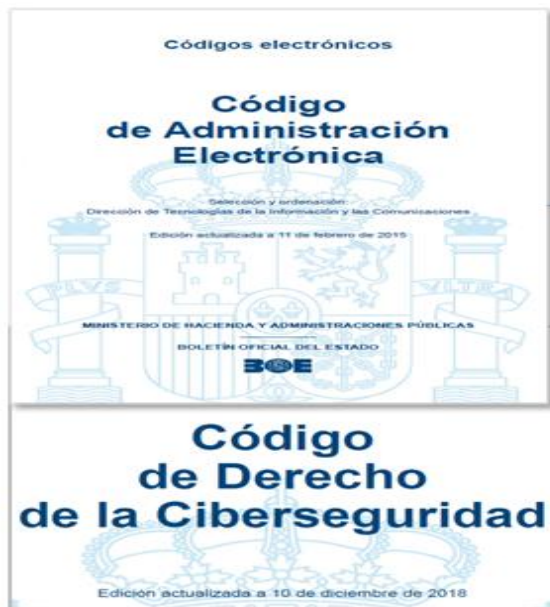 Códigos electrónicos
Código
de Administración
Electrónica
Selección y ordenación:
Dirección de Tecnologías de la Información y las Comunicaciones
Edición actualizada a 11 de febrero de 2015
PLVS VLTRA
MINISTERIO DE HACIENDA Y ADMINISTRACIONES PÚBLICAS
BOLETÍN OFICIAL DEL ESTADO
BOE
Código
de Derecho
de la Ciberseguridad
Edición actualizada a 10 de diciembre de 2018